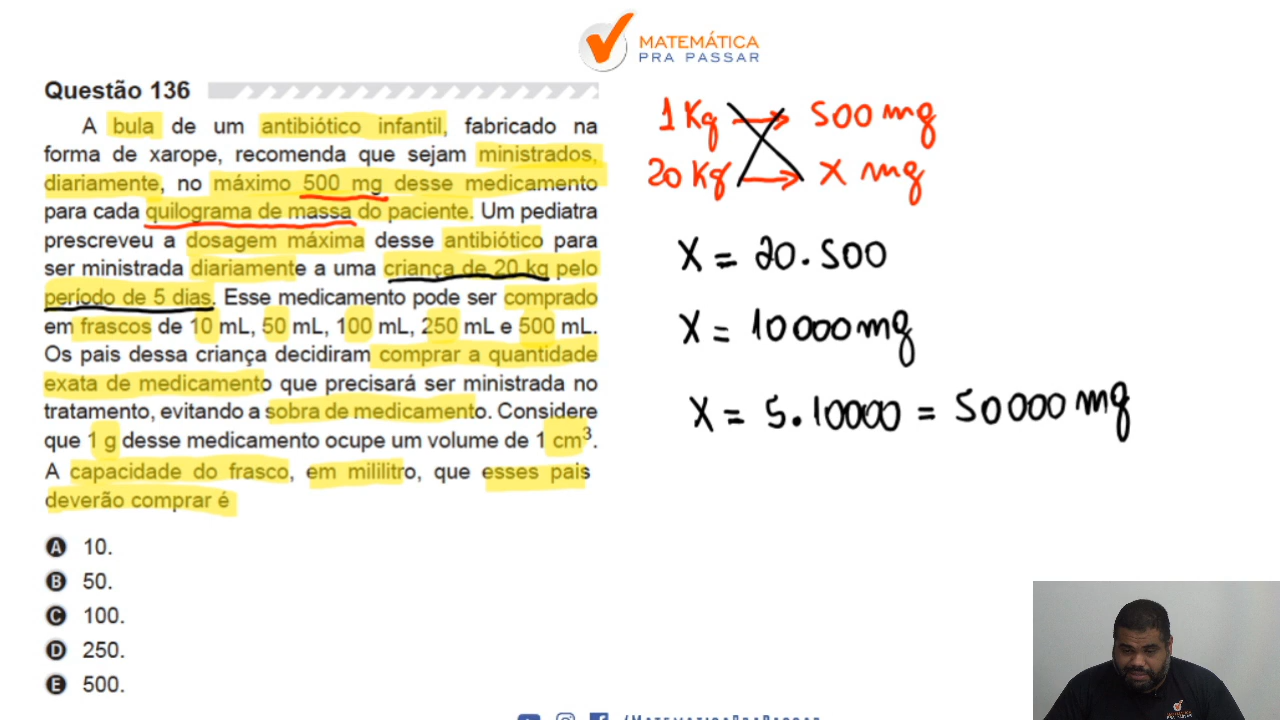 MATEMÁTICA
PRA PASSAR
Questão 136
A bula de um antibiótico infantil, fabricado na
forma de xarope, recomenda que sejam ministrados,
diariamente, no máximo 500 mg desse medicamento
para cada quilograma de massa do paciente. Um pediatra
prescreveu a dosagem máxima desse antibiótico para
ser ministrada diariamente a uma criança de 20 kg pelo
período de 5 dias. Esse medicamento pode ser comprado
em frascos de 10 mL, 50 mL, 100 mL, 250 mL e 500 mL.
Os pais dessa criança decidiram comprar a quantidade
exata de medicamento que precisará ser ministrada no
tratamento, evitando a sobra de medicamento. Considere
que 1 g desse medicamento ocupe um volume de 1 cm³.
A capacidade do frasco, em mililitro, que esses pais
deverão comprar é
A 10.
B 50.
C 100.
D 250.
E 500.
1 Kg → 500 mg
20 Kg → X mg
X = 20.500
X = 10000 mg
X = 5.10000 = 50000 mg
/MATEMATICAPRAPASSAR